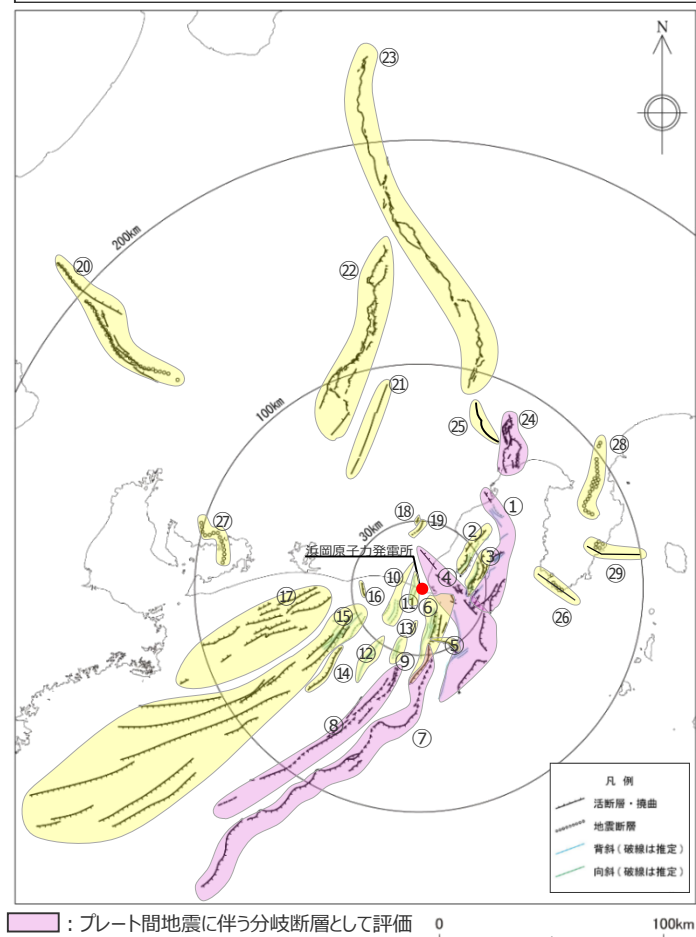 ㉓
N
200km
⑳
㉒
㉑
100km
㉔
㉕
㉘
①
㉗
30km
⑱
⑲
②
③
浜岡原子力発電所
㉙
④
⑩
⑪
⑥
⑯
⑰
⑮
㉖
⑬
⑤
⑫
⑨
⑭
⑧
⑦
凡 例
活断層・撓曲
地震断層
背斜(破線は推定)
向斜(破線は推定)
:プレート間地震に伴う分岐断層として評価
0
100km